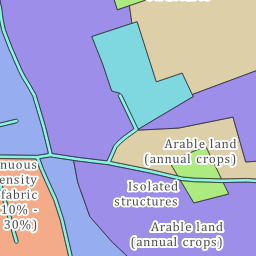 Arable land
(annual crops)
nuous
ensity
fabric
10% -
30%)
Isolated
structures
Arable land
(annual crops)